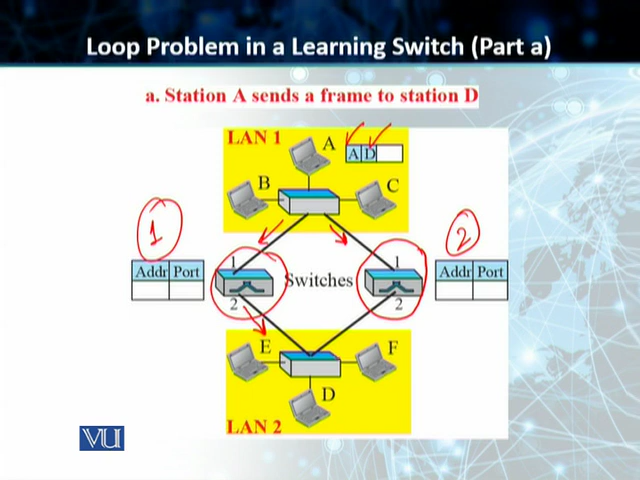 Loop Problem in a Learning Switch (Part a)
a. Station A sends a frame to station D
LAN 1
A
A D
B
C
1
2
1
1
Addr Port
Switches
Addr Port
2
2
E
F
D
LAN 2
VU